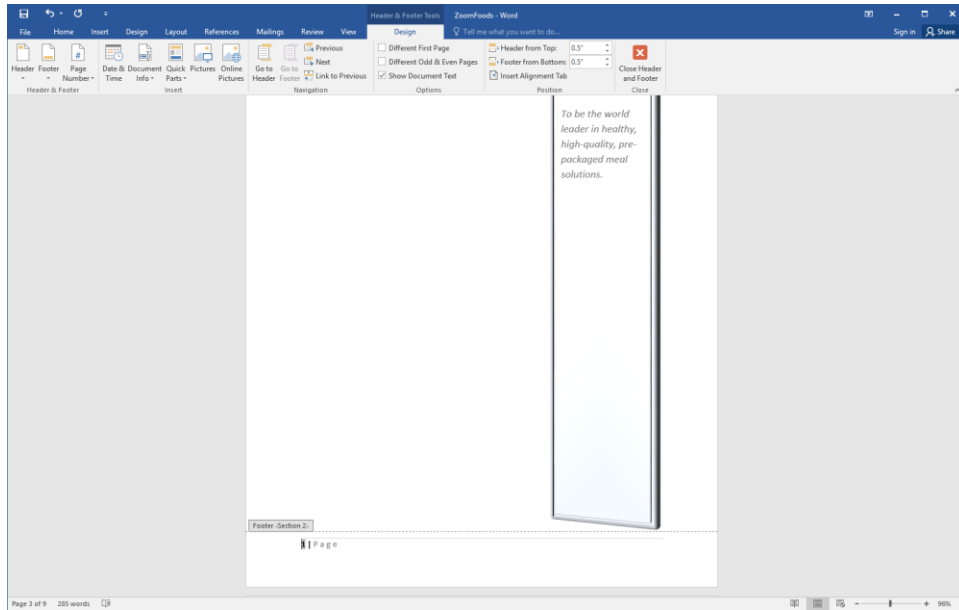 Header & Footer Tools
ZoomFoods - Word
File Home Insert Design Layout References Mailings Review View Design Tell me what you want to do... Sign in Share
Header Footer Page Number
Header & Footer
Date & Time Document Info Quick Parts Pictures Online Pictures
Insert
Go to Header Go to Footer
Previous
Next
Link to Previous
Navigation
Different First Page
Different Odd & Even Pages
Show Document Text
Options
Header from Top: 0.5"
Footer from Bottom: 0.5"
Insert Alignment Tab
Position
Close Header and Footer
Close
To be the world
leader in healthy,
high-quality, pre-
packaged meal
solutions.
Footer -Section 2-
1 | Page
Page 3 of 9 285 words 96%